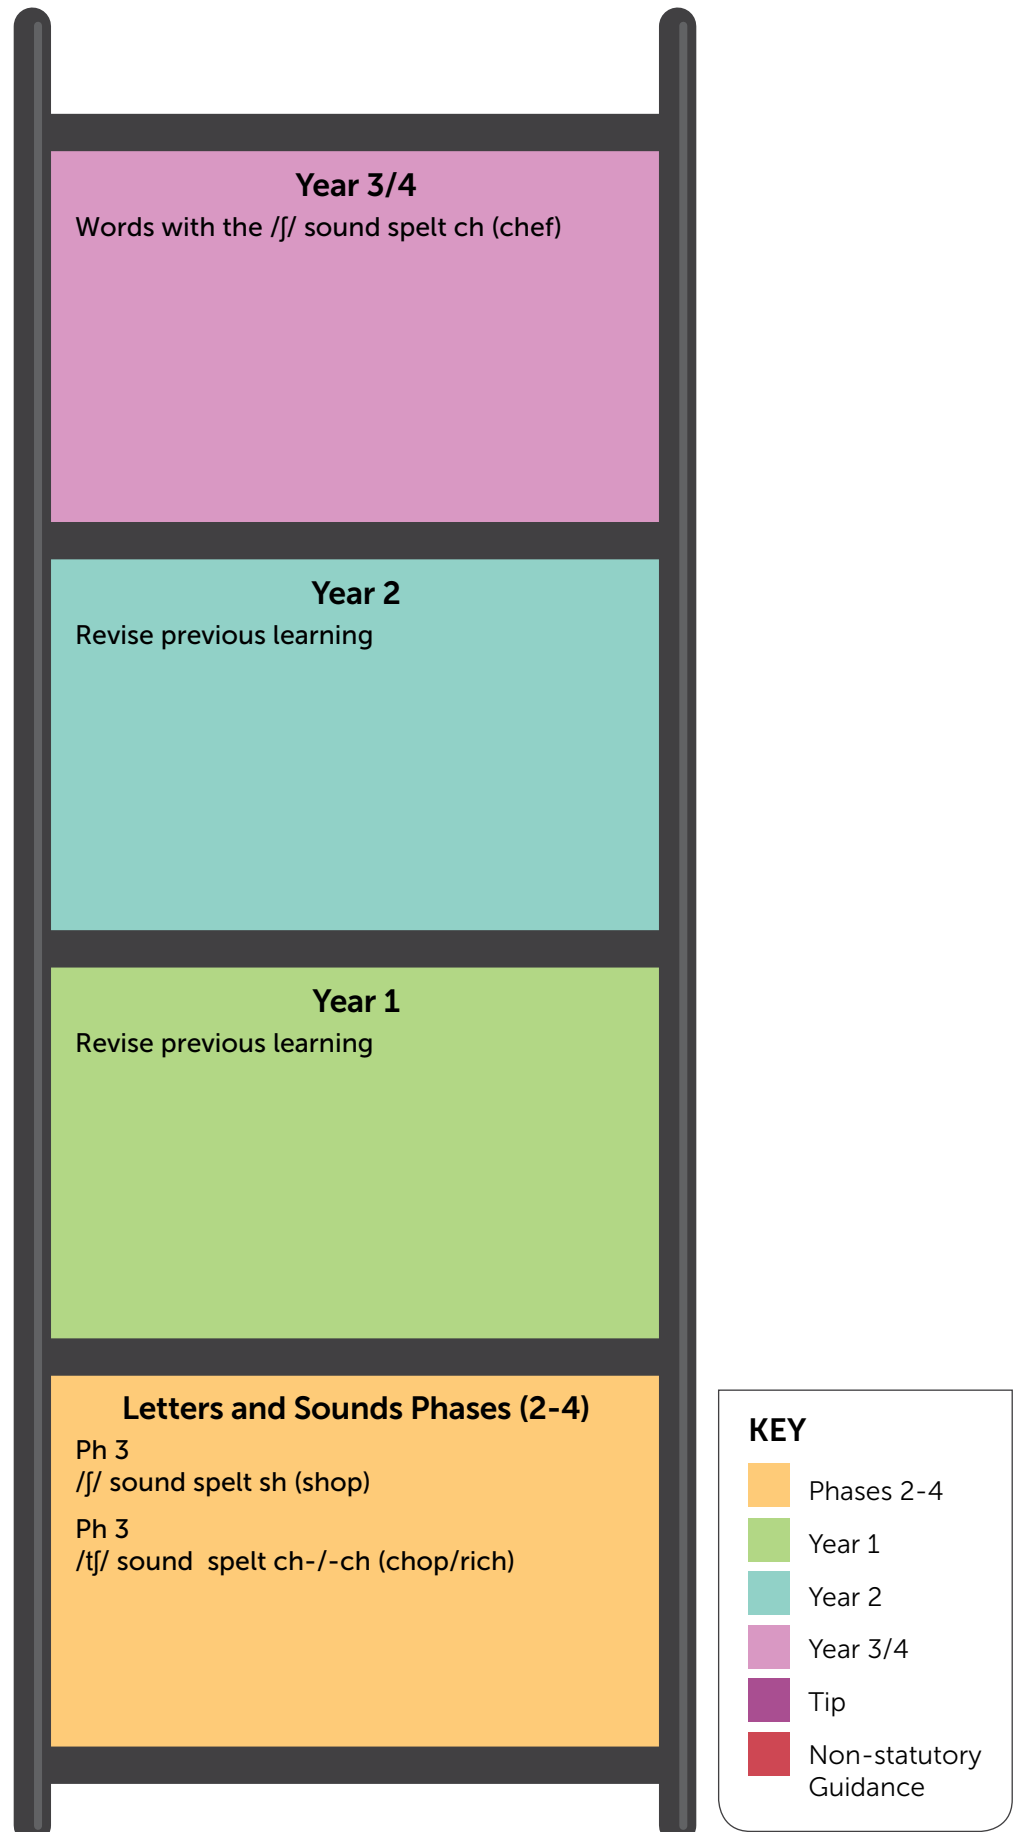 Year 3/4
Words with the /ʃ/ sound spelt ch (chef)
Year 2
Revise previous learning
Year 1
Revise previous learning
Letters and Sounds Phases (2-4)
Ph 3
/ʃ/ sound spelt sh (shop)
Ph 3
/tʃ/ sound  spelt ch-/-ch (chop/rich)
KEY
Phases 2-4
Year 1
Year 2
Year 3/4
Tip
Non-statutory
Guidance